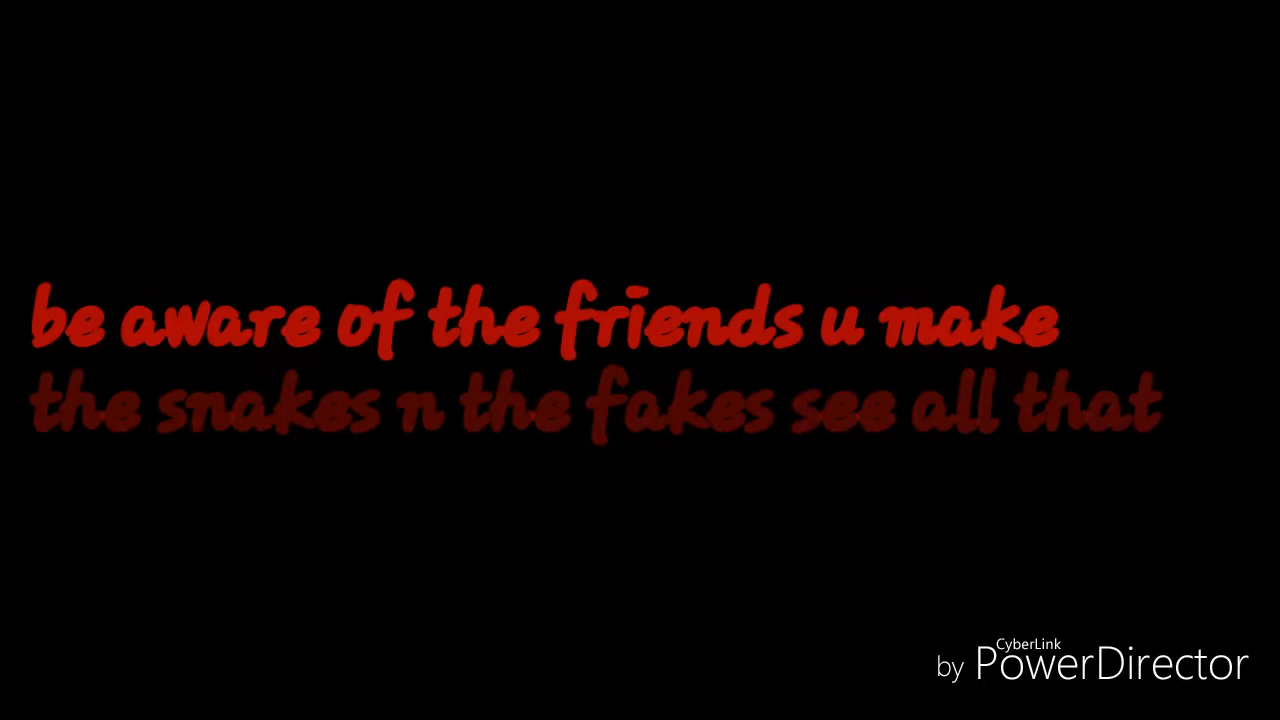 be aware of the friends u make
the snakes n the fakes see all that
CyberLink
by PowerDirector